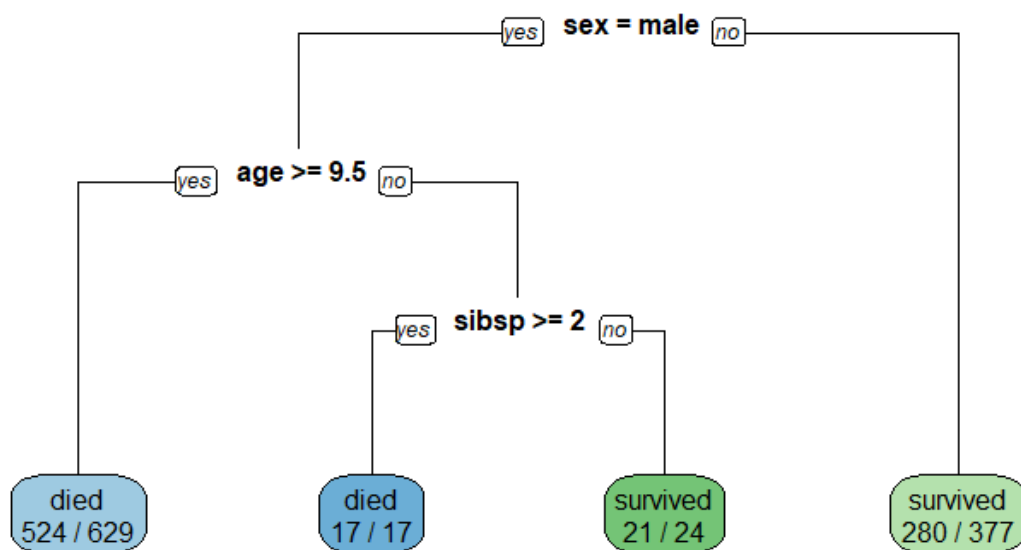 yes sex = male no
yes age >= 9.5 no
yes sibsp >= 2 no
died
524 / 629
died
17 / 17
survived
21 / 24
survived
280 / 377